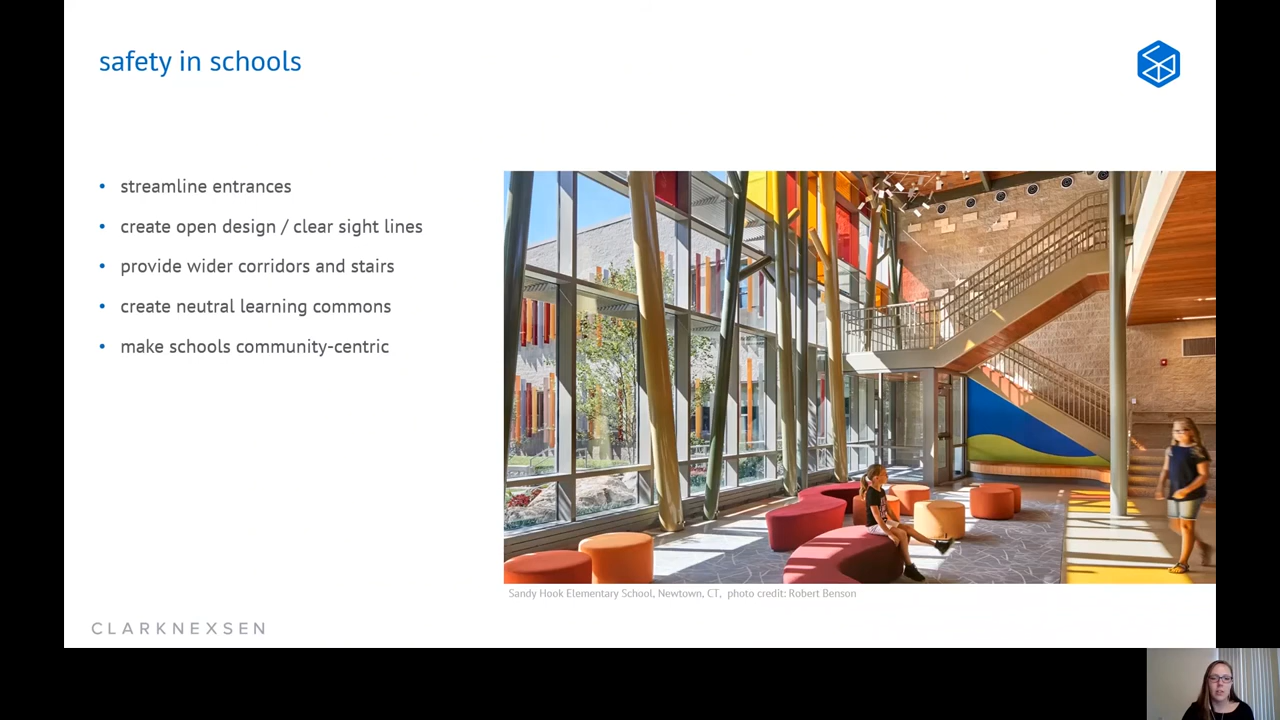 safety in schools
• streamline entrances
• create open design / clear sight lines
• provide wider corridors and stairs
• create neutral learning commons
• make schools community-centric
Sandy Hook Elementary School, Newtown, CT, photo credit: Robert Benson
CLARKNEXSEN